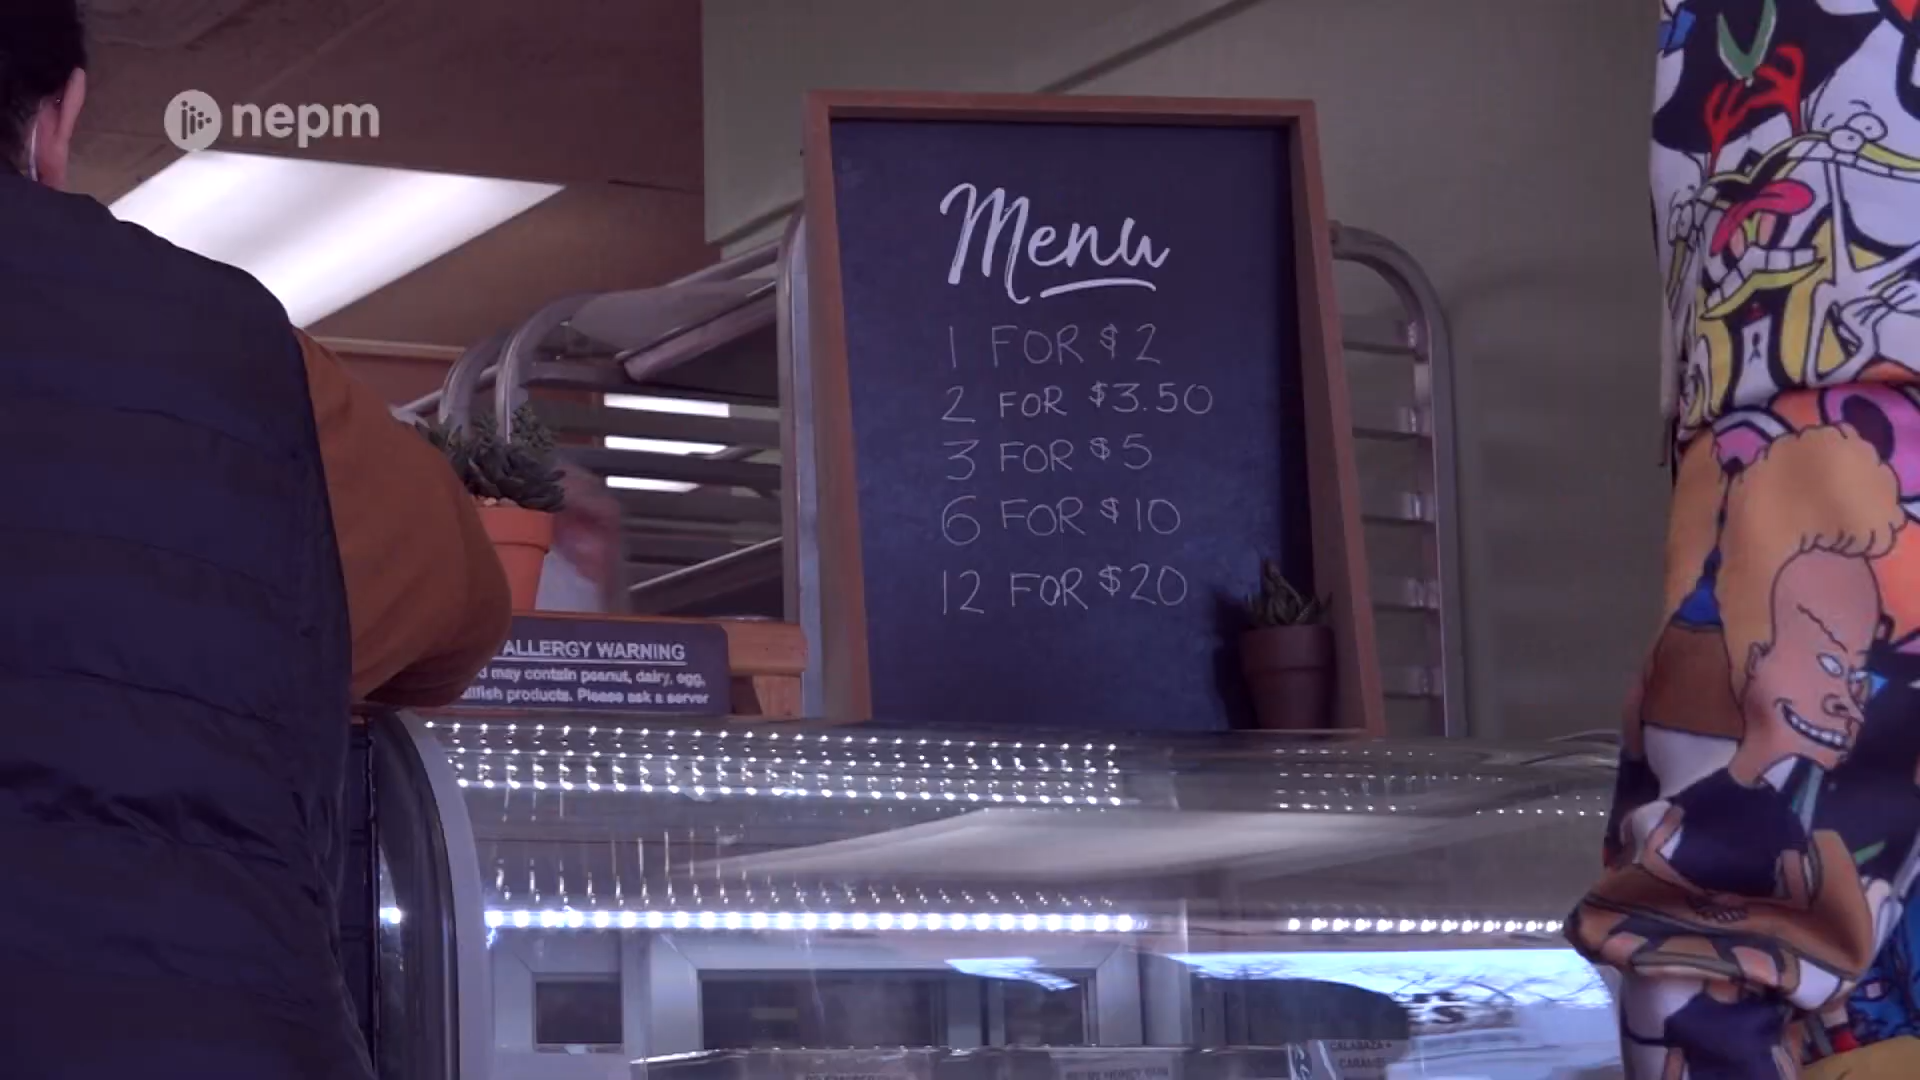 nepm
Menu
1 FOR $2
2 FOR $3.50
3 FOR $5
6 FOR $10
12 FOR $20
ALLERGY WARNING
may contain peanut, dairy, egg,
products. Please ask a server
CARAMEL